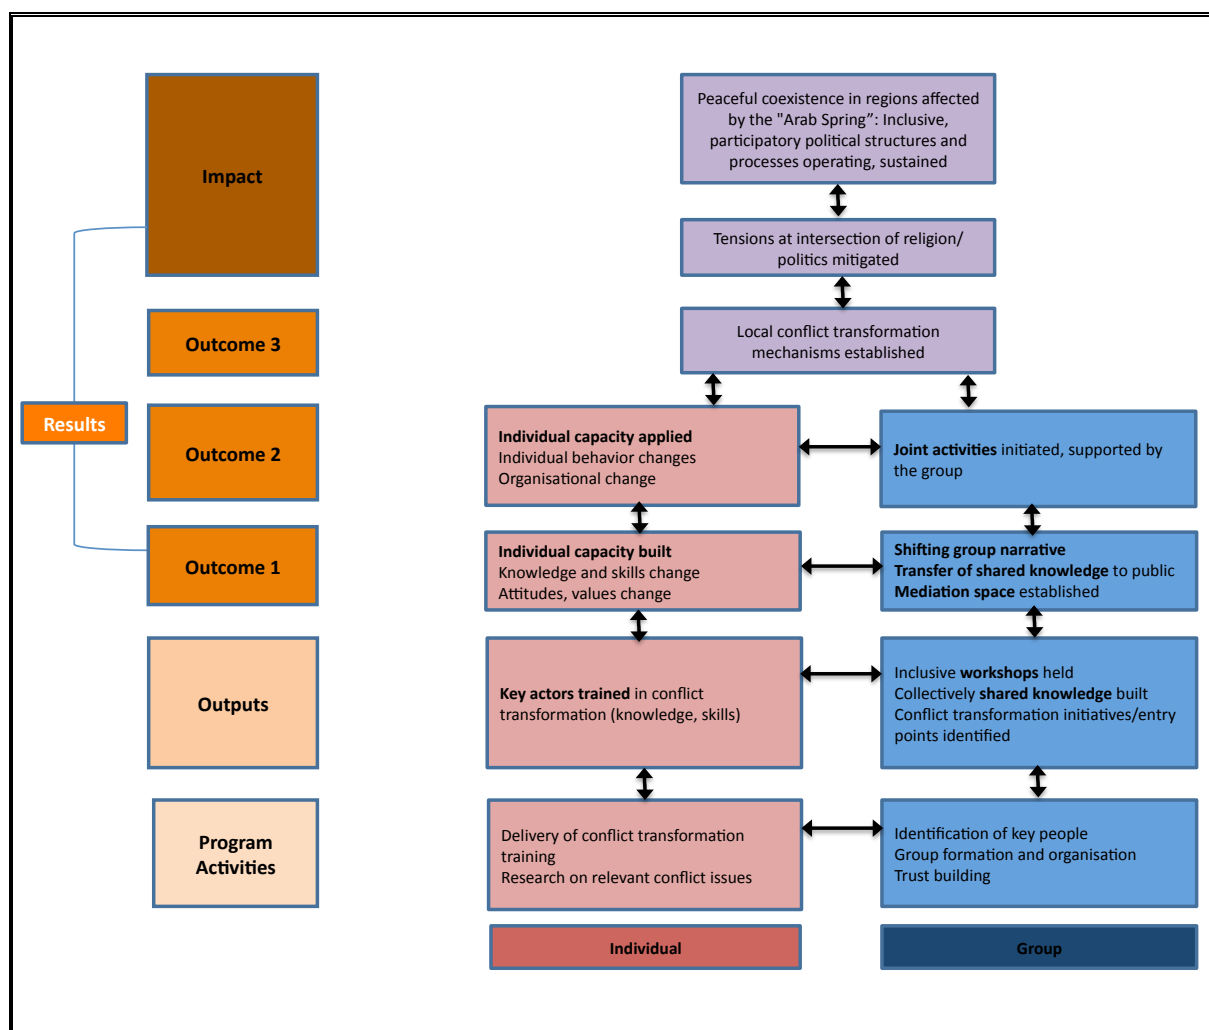 Impact
Peaceful coexistence in regions affected
by the "Arab Spring”: Inclusive,
participatory political structures and
processes operating, sustained
Tensions at intersection of religion/
politics mitigated
Outcome 3
Local conflict transformation
mechanisms established
Results
Outcome 2
Individual capacity applied
Individual behavior changes
Organisational change
Joint activities initiated, supported by
the group
Outcome 1
Individual capacity built
Knowledge and skills change
Attitudes, values change
Shifting group narrative
Transfer of shared knowledge to public
Mediation space established
Outputs
Key actors trained in conflict
transformation (knowledge, skills)
Inclusive workshops held
Collectively shared knowledge built
Conflict transformation initiatives/entry
points identified
Program
Activities
Delivery of conflict transformation
training
Research on relevant conflict issues
Identification of key people
Group formation and organisation
Trust building
Individual
Group